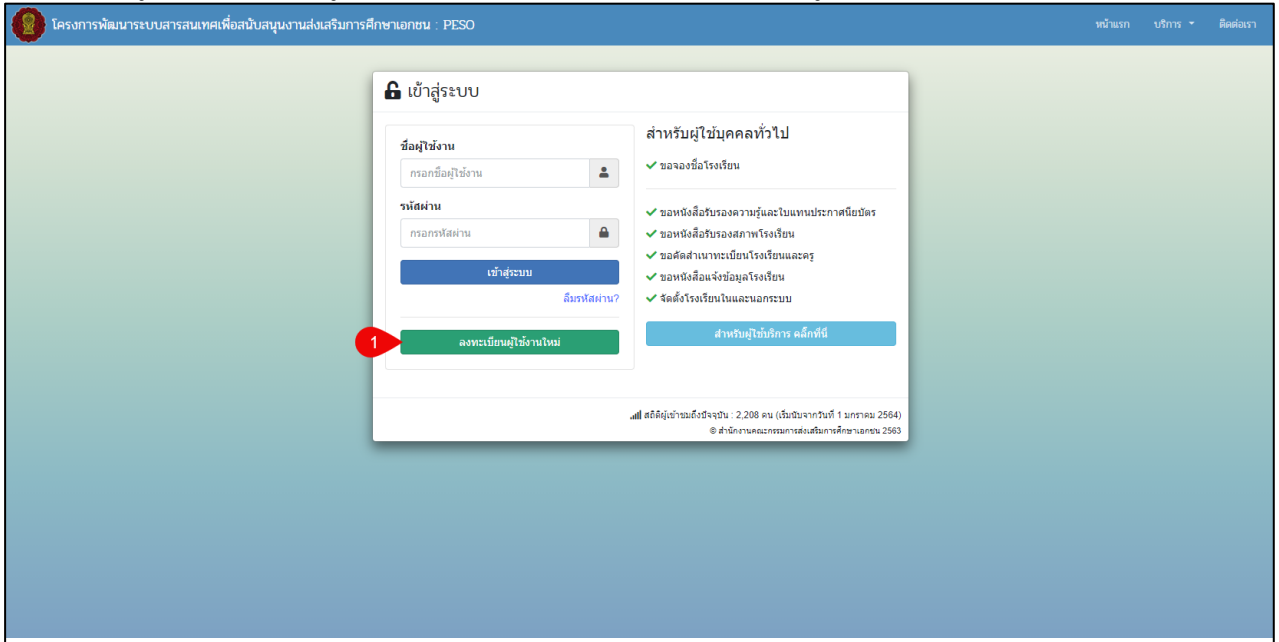 โครงการพัฒนาระบบสารสนเทศเพื่อสนับสนุนงานส่งเสริมการศึกษาเอกชน : PESO
หน้าแรก บริการ ติดต่อเรา
เข้าสู่ระบบ
ชื่อผู้ใช้งาน
กรอกชื่อผู้ใช้งาน
รหัสผ่าน
กรอกรหัสผ่าน
เข้าสู่ระบบ
ลืมรหัสผ่าน?
1 ลงทะเบียนผู้ใช้งานใหม่
สำหรับผู้ใช้บุคคลทั่วไป
ขอจองชื่อโรงเรียน
ขอหนังสือรับรองความรู้และใบแทนประกาศนียบัตร
ขอหนังสือรับรองสภาพโรงเรียน
ขอคัดสำเนาทะเบียนโรงเรียนและครู
ขอหนังสือแจ้งข้อมูลโรงเรียน
จัดตั้งโรงเรียนในและนอกระบบ
สำหรับผู้ใช้บริการ คลิ๊กที่นี่
สถิติผู้เข้าชมถึงปัจจุบัน : 2,208 คน (เริ่มนับจากวันที่ 1 มกราคม 2564)
© สำนักงานคณะกรรมการส่งเสริมการศึกษาเอกชน 2563